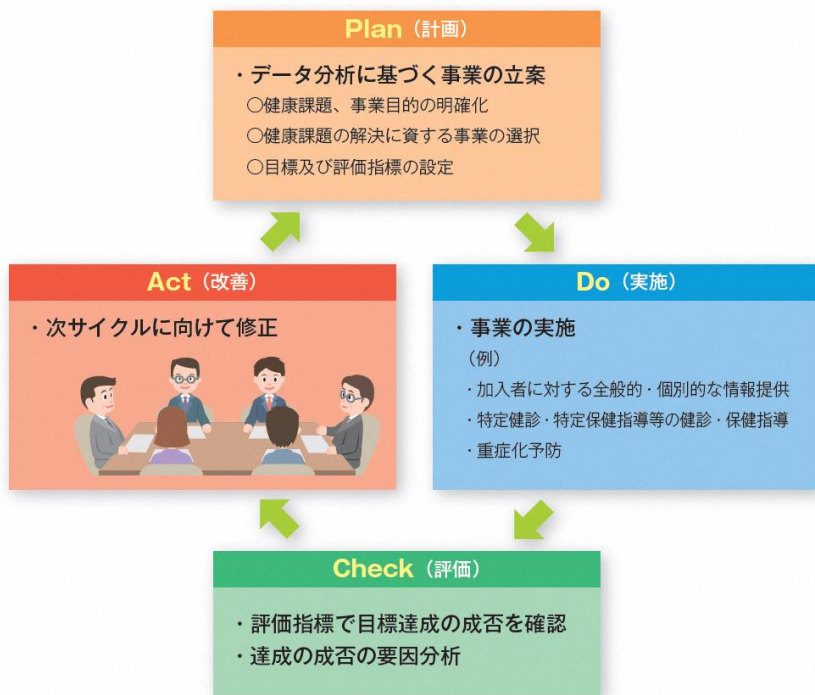 Plan（計画）
・データ分析に基づく事業の立案
○健康課題、事業目的の明確化
○健康課題の解決に資する事業の選択
○目標及び評価指標の設定
Act（改善）
・次サイクルに向けて修正
Do（実施）
・事業の実施
（例）
・加入者に対する全般的・個別的な情報提供
・特定健診・特定保健指導等の健診・保健指導
・重症化予防
Check（評価）
・評価指標で目標達成の成否を確認
・達成の成否の要因分析